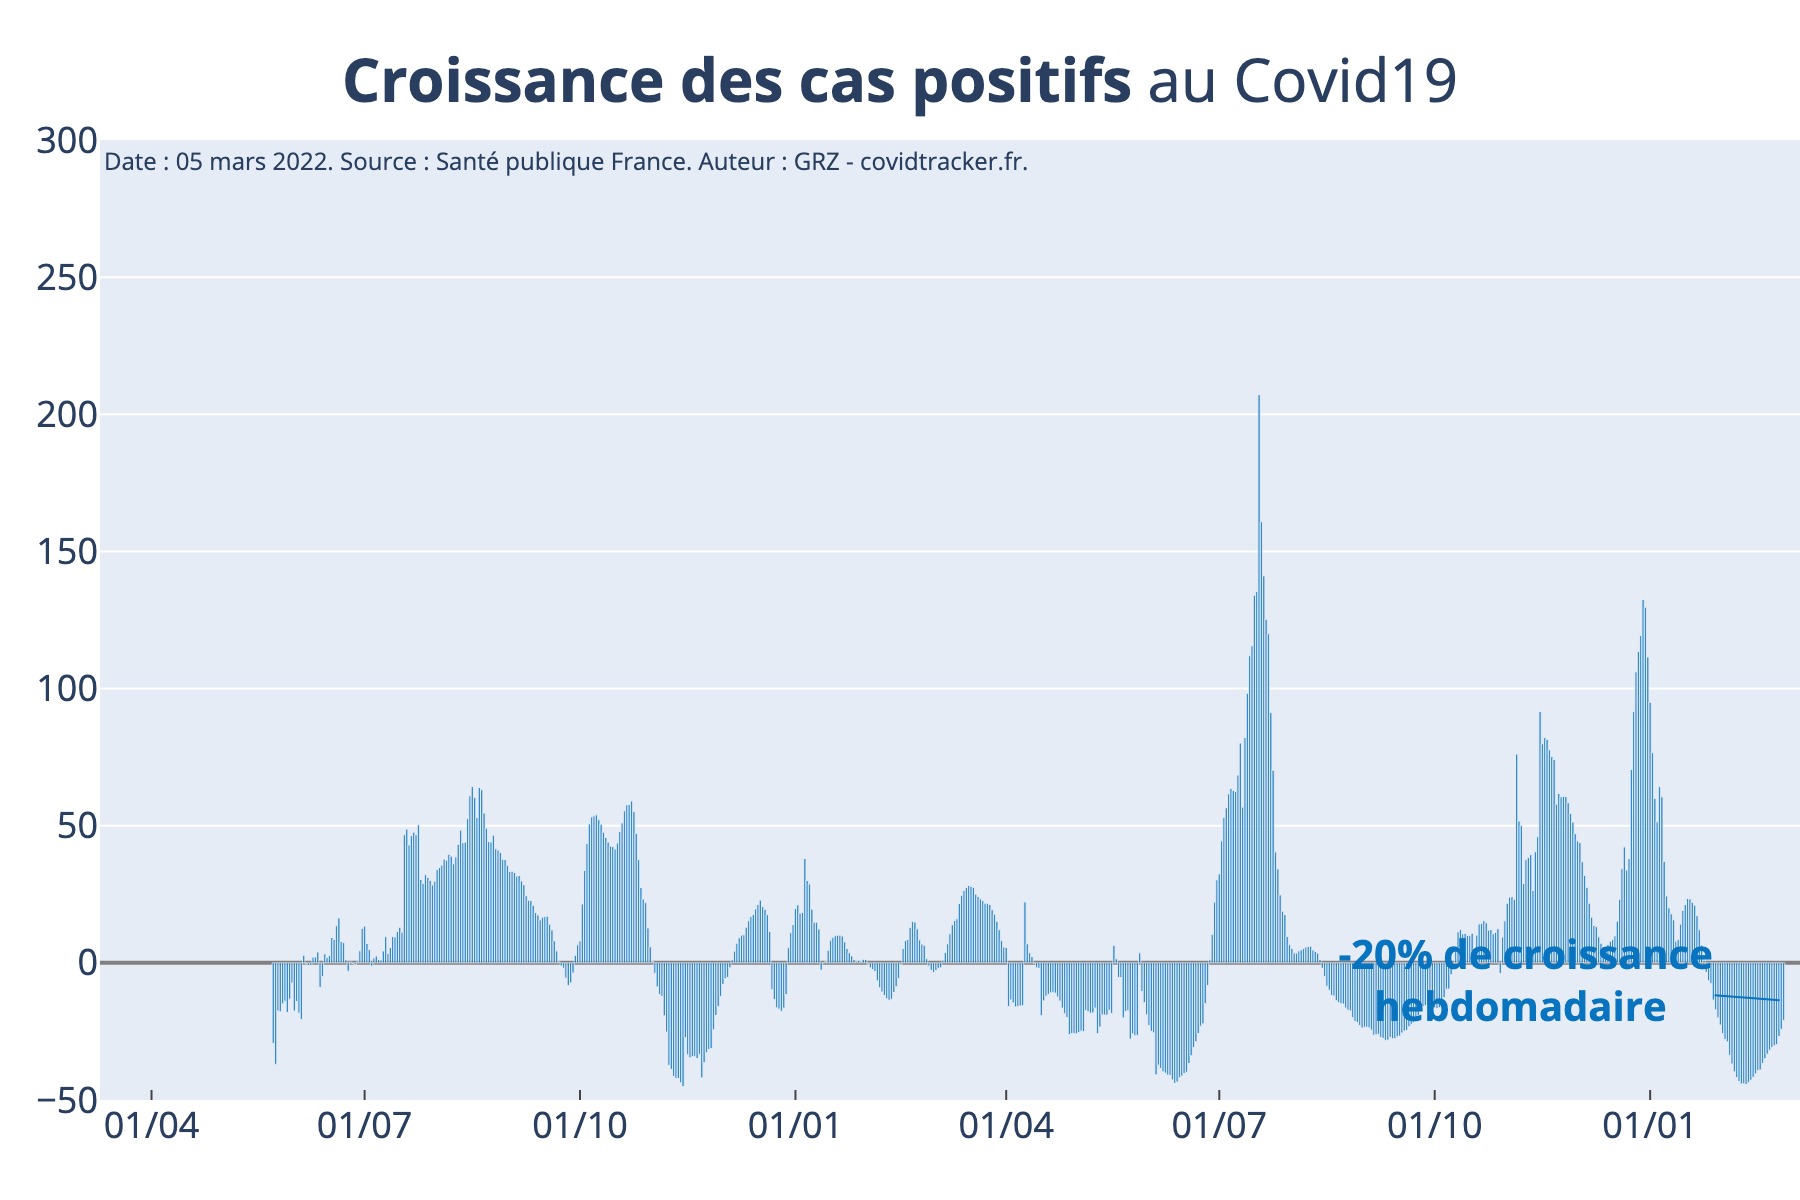 Croissance des cas positifs au Covid19
300
Date : 05 mars 2022. Source : Santé publique France. Auteur : GRZ - covidtracker.fr.
250
200
150
100
50
0
-20% de croissance
hebdomadaire
−50
01/04 01/07 01/10 01/01 01/04 01/07 01/10 01/01